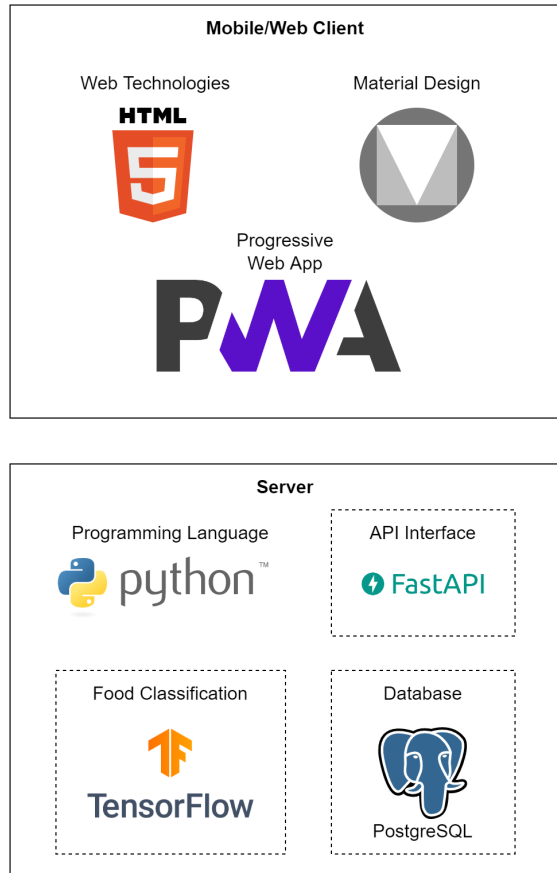 Mobile/Web Client
Web Technologies
Material Design
HTML
5
Progressive
Web App
PWA
Server
Programming Language
API Interface
python™
FastAPI
Food Classification
Database
TF
TensorFlow
PostgreSQL